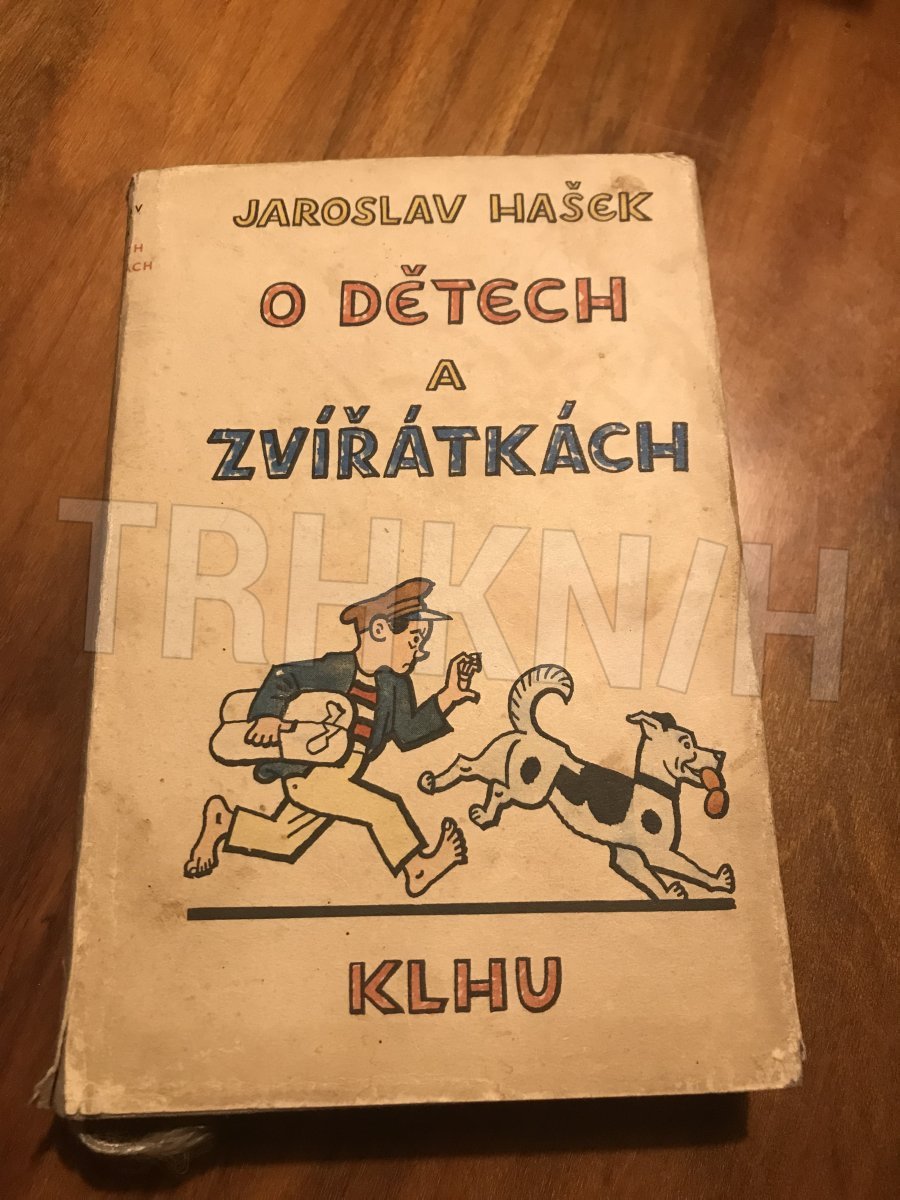 JAROSLAV HAŠEK
O DĚTECH
A
ZVÍŘÁTKÁCH
TRHKNIH
KLHU